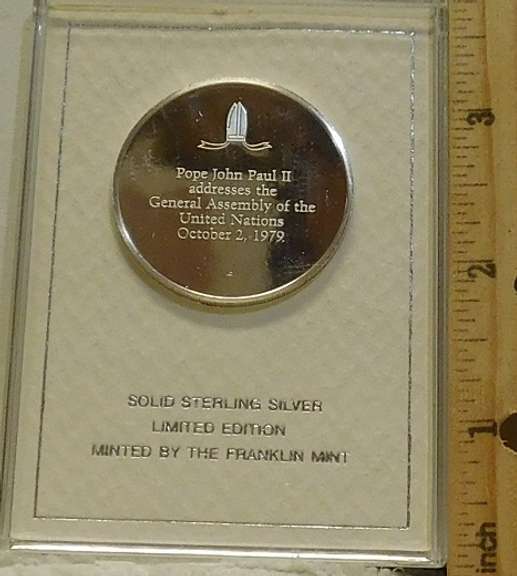 Pope John Paul II
addresses the
General Assembly of the
United Nations
October 2, 1979.
SOLID STERLING SILVER
LIMITED EDITION
MINTED BY THE FRANKLIN MINT
3
2
1
inch